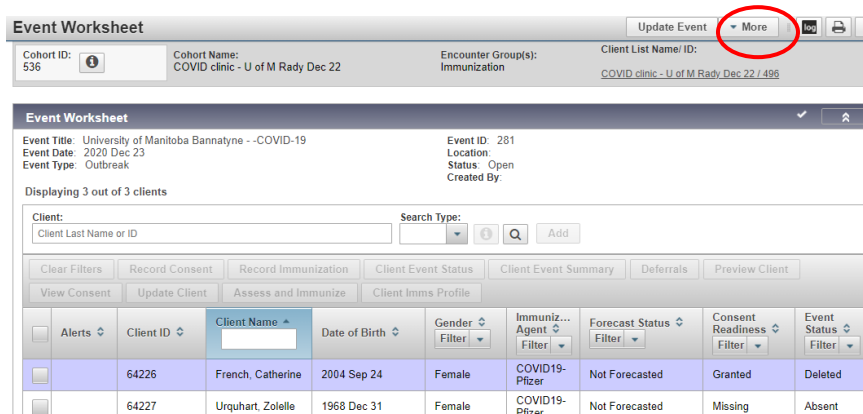 Event Worksheet Update Event More log
Cohort ID: Cohort Name: Encounter Group(s): Client List Name/ ID:
536 COVID clinic - U of M Rady Dec 22 Immunization COVID clinic - U of M Rady Dec 22 / 496
Event Worksheet
Event Title: University of Manitoba Bannatyne - -COVID-19 Event ID: 281
Event Date: 2020 Dec 23 Location:
Event Type: Outbreak Status: Open
Created By:
Displaying 3 out of 3 clients
Client: Search Type:
Client Last Name or ID Add
Clear Filters Record Consent Record Immunization Client Event Status Client Event Summary Deferrals Preview Client
View Consent Update Client Assess and Immunize Client Imms Profile
Alerts Client ID Client Name Date of Birth Gender Filter Immuniz... Agent Filter Forecast Status Filter Consent Readiness Filter Event Status Filter
64226 French, Catherine 2004 Sep 24 Female COVID19-Pfizer Not Forecasted Granted Deleted
64227 Urquhart, Zolelle 1968 Dec 31 Female COVID19-Pfizer Not Forecasted Missing Absent